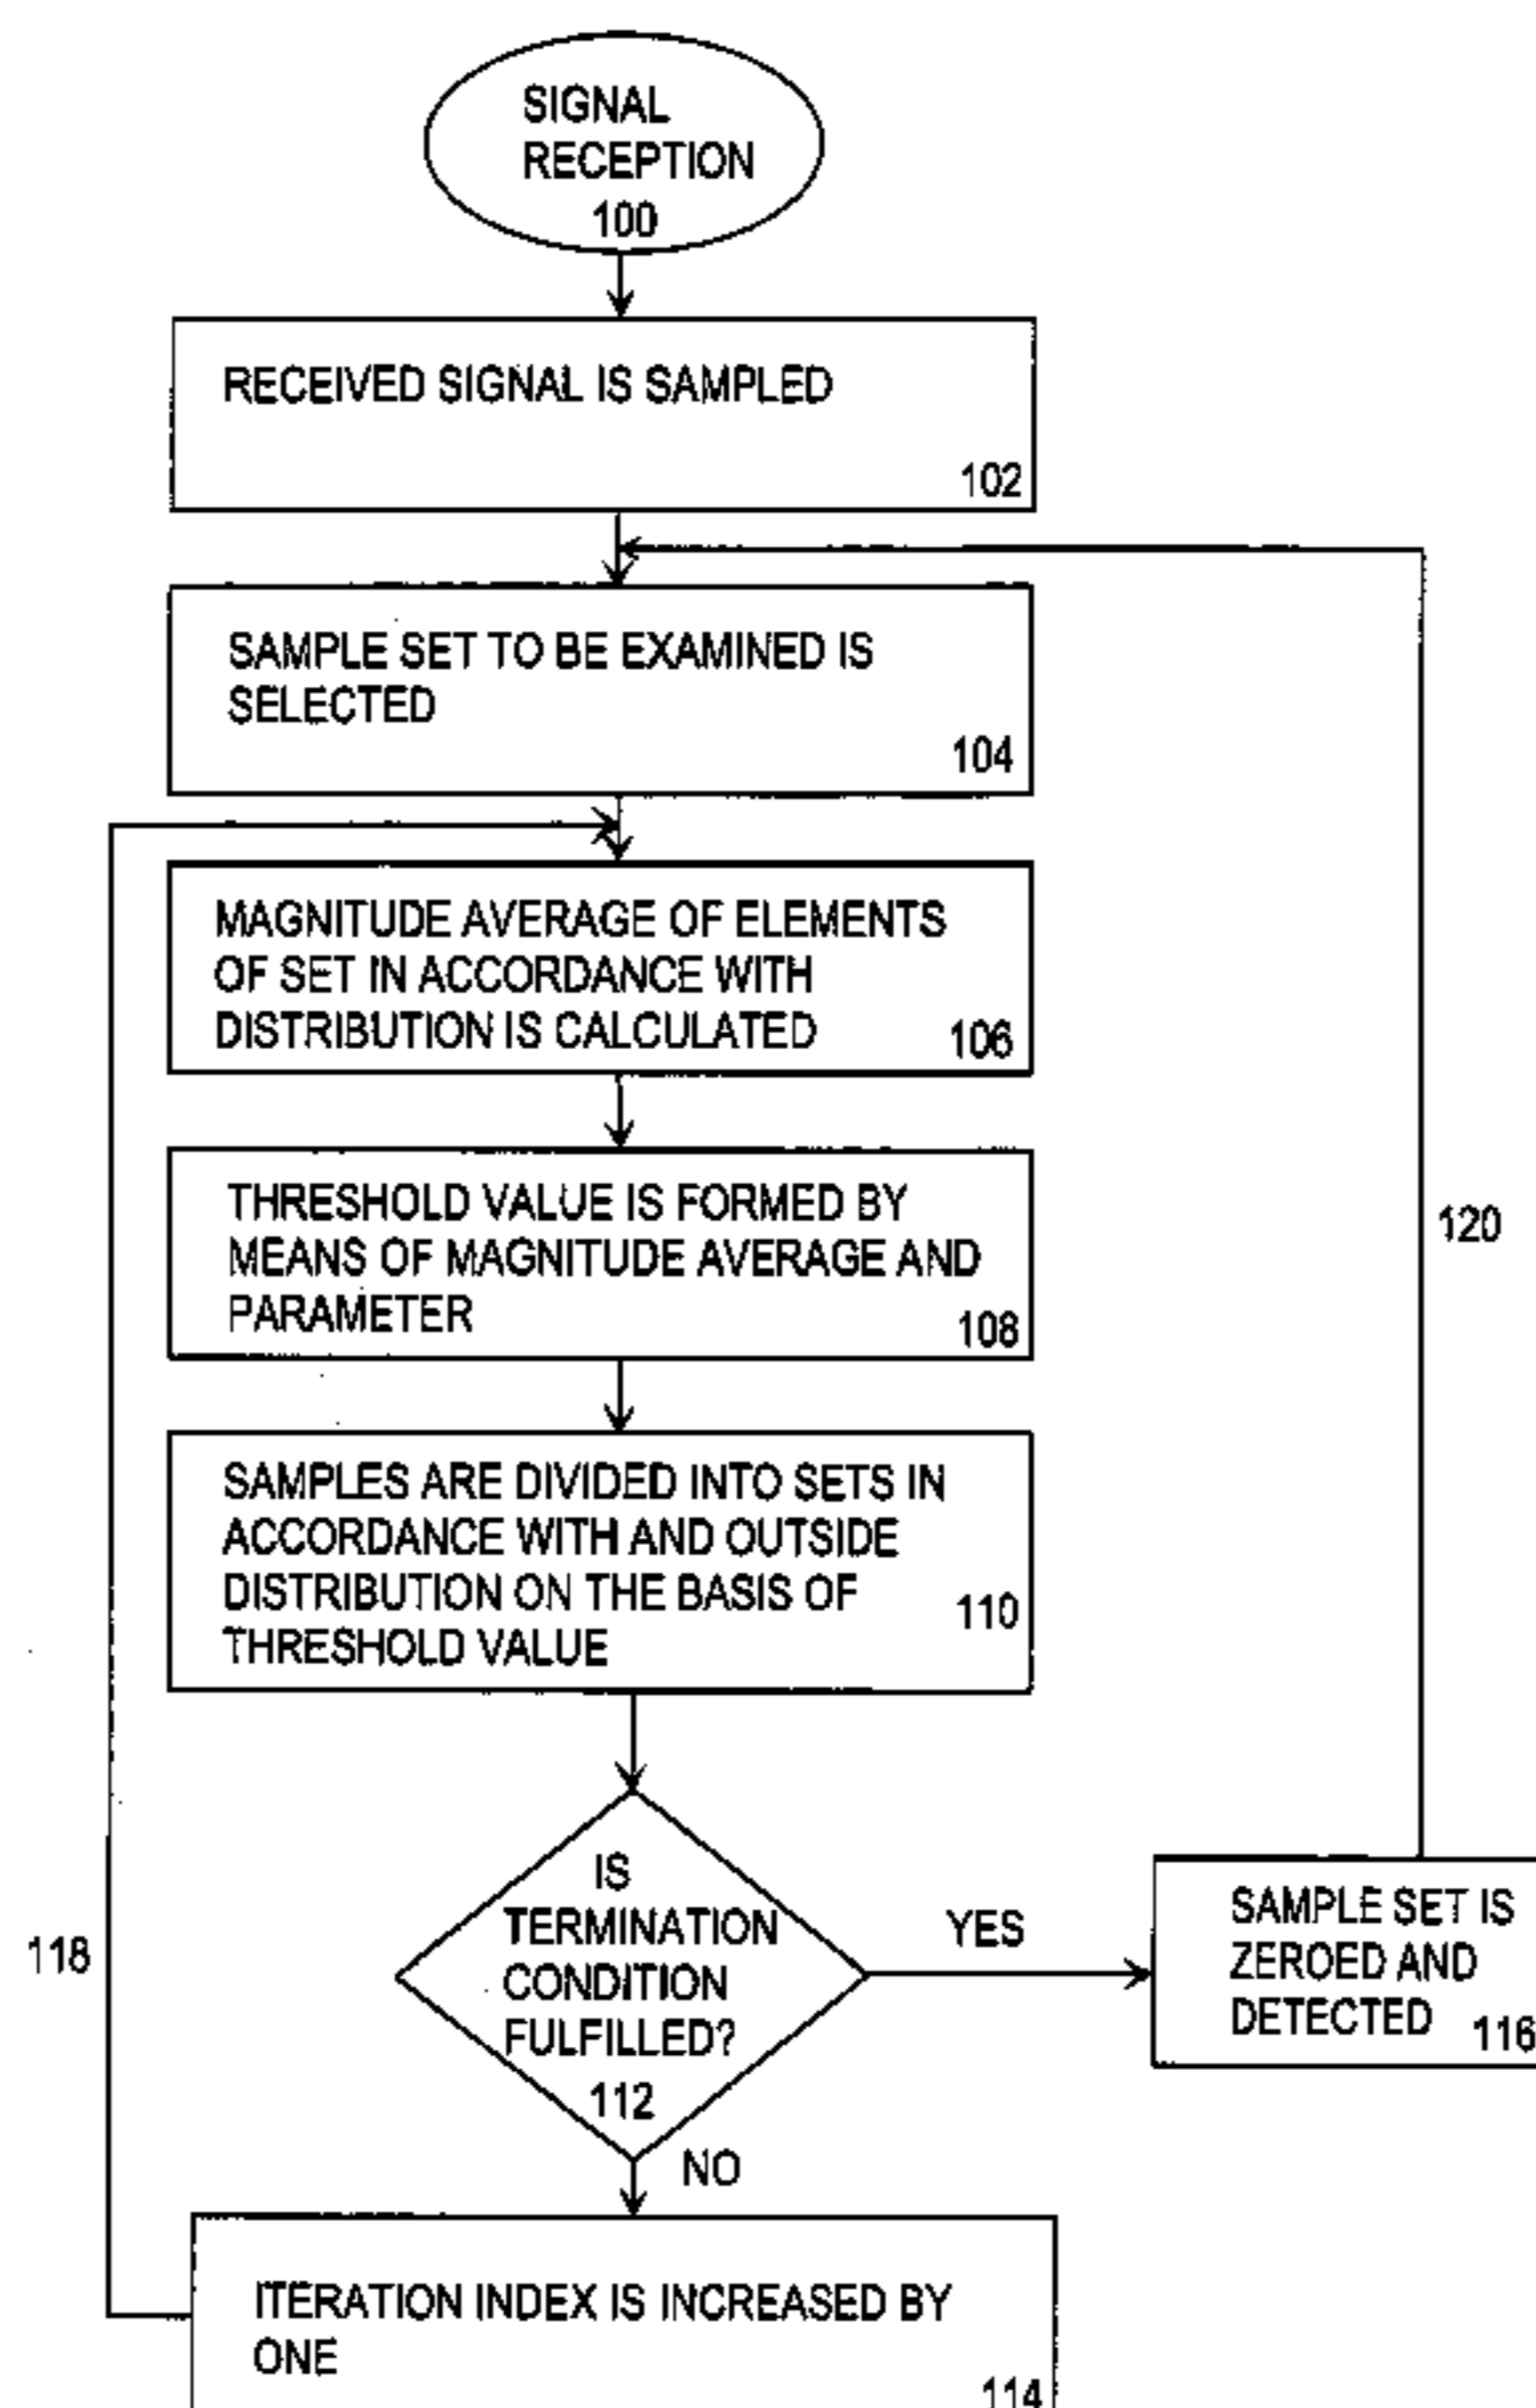 SIGNAL
RECEPTION
100
RECEIVED SIGNAL IS SAMPLED
102
SAMPLE SET TO BE EXAMINED IS
SELECTED
104
MAGNITUDE AVERAGE OF ELEMENTS
OF SET IN ACCORDANCE WITH
DISTRIBUTION IS CALCULATED
106
THRESHOLD VALUE IS FORMED BY
MEANS OF MAGNITUDE AVERAGE AND
PARAMETER
108
120
SAMPLES ARE DIVIDED INTO SETS IN
ACCORDANCE WITH AND OUTSIDE
DISTRIBUTION ON THE BASIS OF
THRESHOLD VALUE
110
IS
TERMINATION
CONDITION
FULFILLED?
112
YES
SAMPLE SET IS
ZEROED AND
DETECTED
116
118
NO
ITERATION INDEX IS INCREASED BY
ONE
114